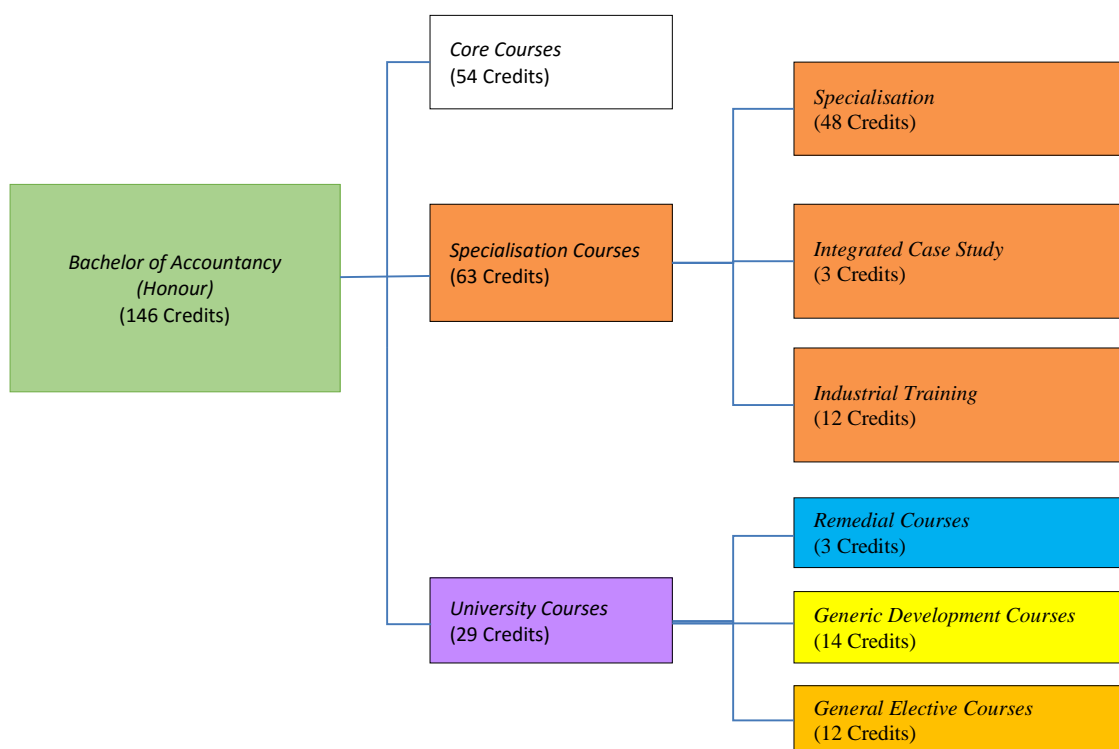 Bachelor of Accountancy
(Honour)
(146 Credits)
Core Courses
(54 Credits)
Specialisation Courses
(63 Credits)
Specialisation
(48 Credits)
Integrated Case Study
(3 Credits)
Industrial Training
(12 Credits)
University Courses
(29 Credits)
Remedial Courses
(3 Credits)
Generic Development Courses
(14 Credits)
General Elective Courses
(12 Credits)